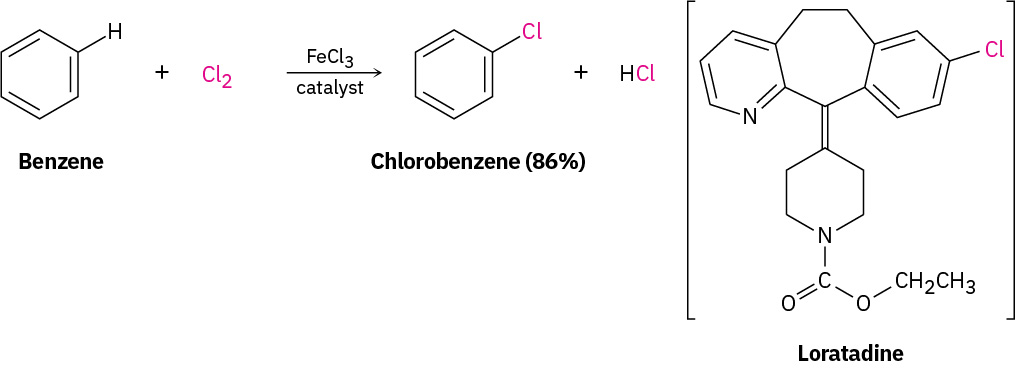 H
+
Cl2
FeCl3
catalyst
Cl
+
HCl
Benzene
Chlorobenzene (86%)
Cl
N
N
C
O
O
CH2CH3
Loratadine